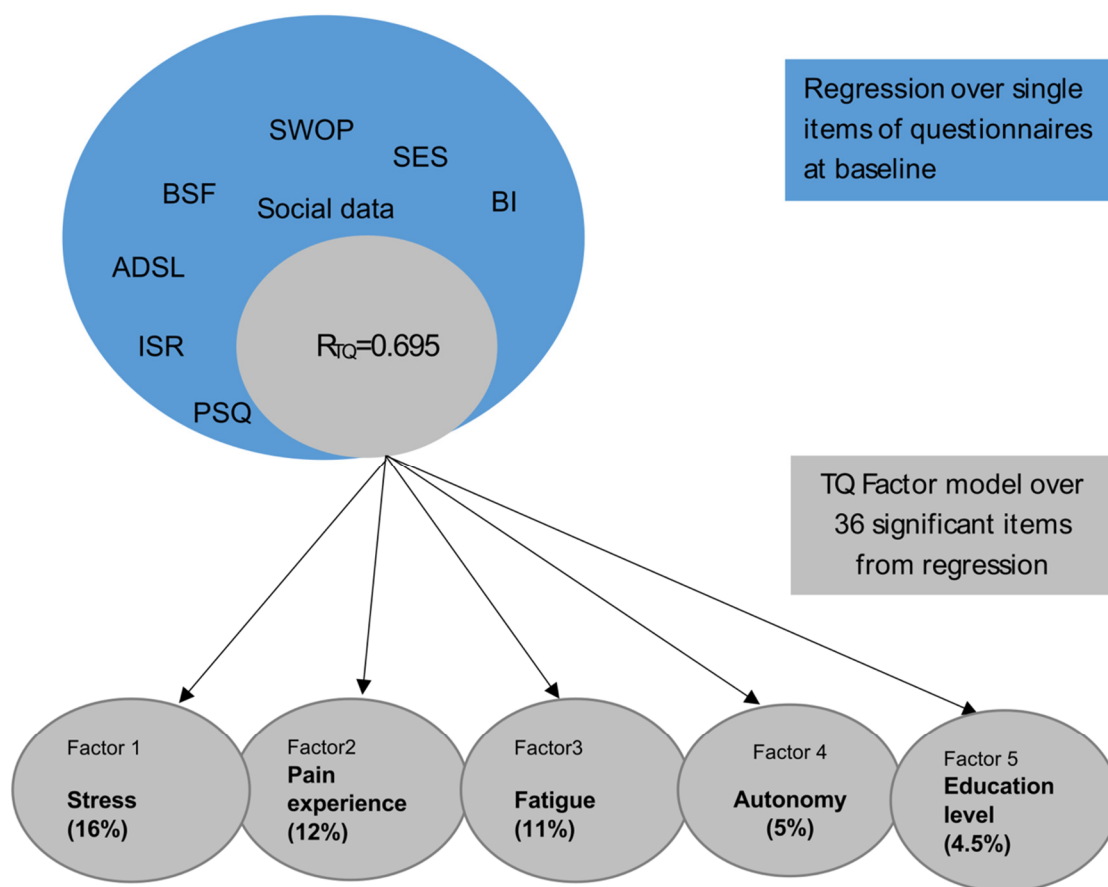 SWOP
SES
BSF
BI
Social data
ADSL
ISR
RTQ=0.695
PSQ
Regression over single
items of questionnaires
at baseline
TQ Factor model over
36 significant items
from regression
Factor 1
Stress
(16%)
Factor2
Pain
experience
(12%)
Factor3
Fatigue
(11%)
Factor 4
Autonomy
(5%)
Factor 5
Education
level
(4.5%)